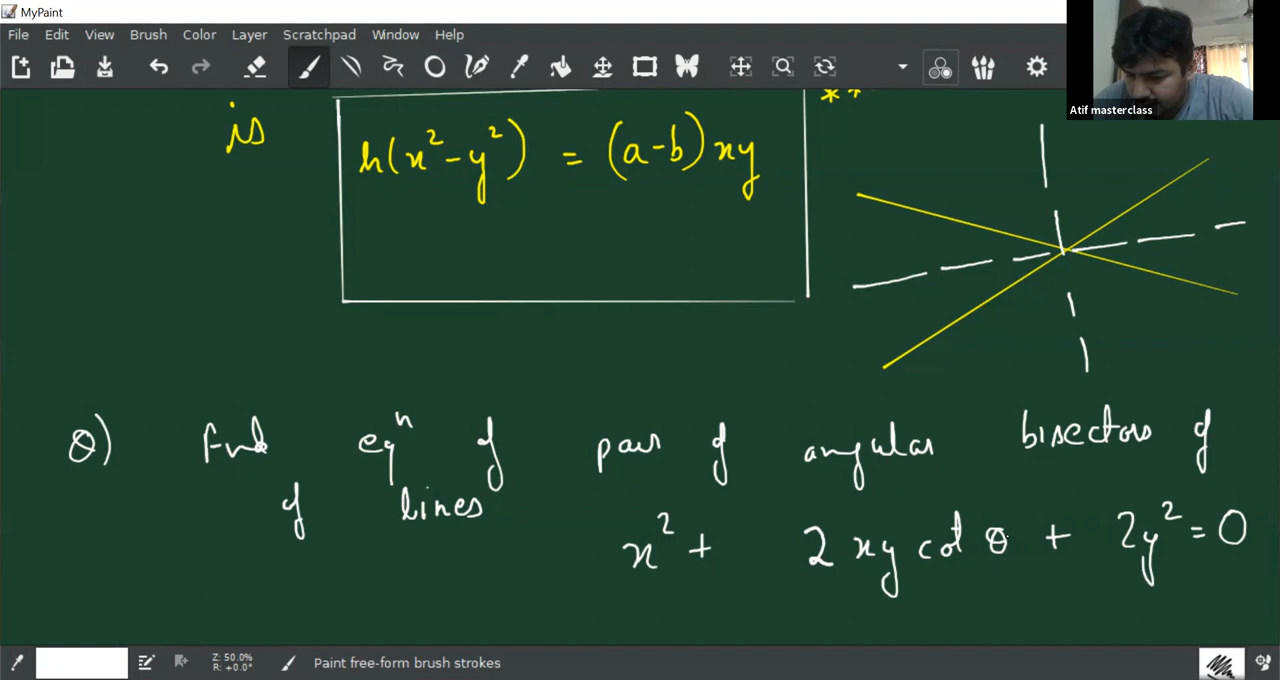 MyPaint
File Edit View Brush Color Layer Scratchpad Window Help
Atif masterclass
is
h(x² - y²) = (a-b) xy
**
Q) Find eqⁿ of pair of angular bisectors of
of lines
x² + 2xy cot θ + 2y² = 0
Z: 50.0%
R: +0.0°
Paint free-form brush strokes